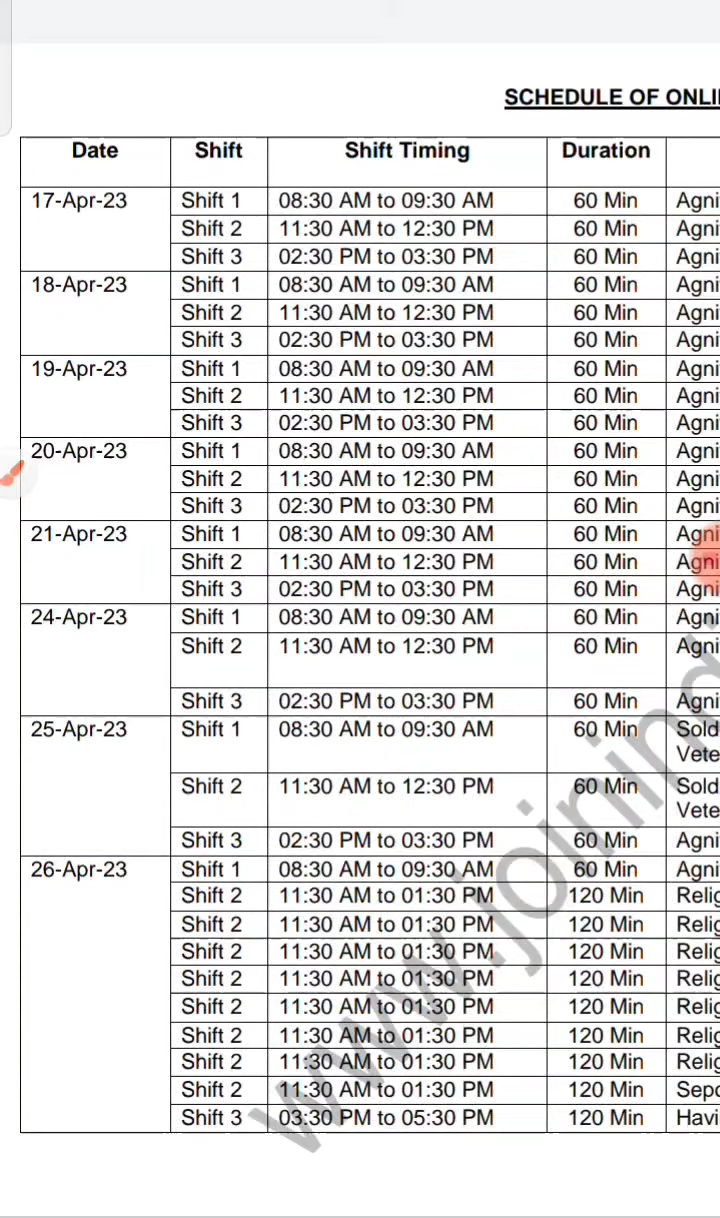 SCHEDULE OF ONLI
Date Shift Shift Timing Duration
17-Apr-23 Shift 1 08:30 AM to 09:30 AM 60 Min Agni
Shift 2 11:30 AM to 12:30 PM 60 Min Agni
Shift 3 02:30 PM to 03:30 PM 60 Min Agni
18-Apr-23 Shift 1 08:30 AM to 09:30 AM 60 Min Agni
Shift 2 11:30 AM to 12:30 PM 60 Min Agni
Shift 3 02:30 PM to 03:30 PM 60 Min Agni
19-Apr-23 Shift 1 08:30 AM to 09:30 AM 60 Min Agni
Shift 2 11:30 AM to 12:30 PM 60 Min Agni
Shift 3 02:30 PM to 03:30 PM 60 Min Agni
20-Apr-23 Shift 1 08:30 AM to 09:30 AM 60 Min Agni
Shift 2 11:30 AM to 12:30 PM 60 Min Agni
Shift 3 02:30 PM to 03:30 PM 60 Min Agni
21-Apr-23 Shift 1 08:30 AM to 09:30 AM 60 Min Agni
Shift 2 11:30 AM to 12:30 PM 60 Min Agni
Shift 3 02:30 PM to 03:30 PM 60 Min Agni
24-Apr-23 Shift 1 08:30 AM to 09:30 AM 60 Min Agni
Shift 2 11:30 AM to 12:30 PM 60 Min Agni
Shift 3 02:30 PM to 03:30 PM 60 Min Agni
25-Apr-23 Shift 1 08:30 AM to 09:30 AM 60 Min Sold
Vete
Shift 2 11:30 AM to 12:30 PM 60 Min Sold
Vete
Shift 3 02:30 PM to 03:30 PM 60 Min Agni
26-Apr-23 Shift 1 08:30 AM to 09:30 AM 60 Min Agni
Shift 2 11:30 AM to 01:30 PM 120 Min Relig
Shift 2 11:30 AM to 01:30 PM 120 Min Relig
Shift 2 11:30 AM to 01:30 PM 120 Min Relig
Shift 2 11:30 AM to 01:30 PM 120 Min Relig
Shift 2 11:30 AM to 01:30 PM 120 Min Relig
Shift 2 11:30 AM to 01:30 PM 120 Min Relig
Shift 2 11:30 AM to 01:30 PM 120 Min Relig
Shift 2 11:30 AM to 01:30 PM 120 Min Sepo
Shift 3 03:30 PM to 05:30 PM 120 Min Havi
www.joinindi